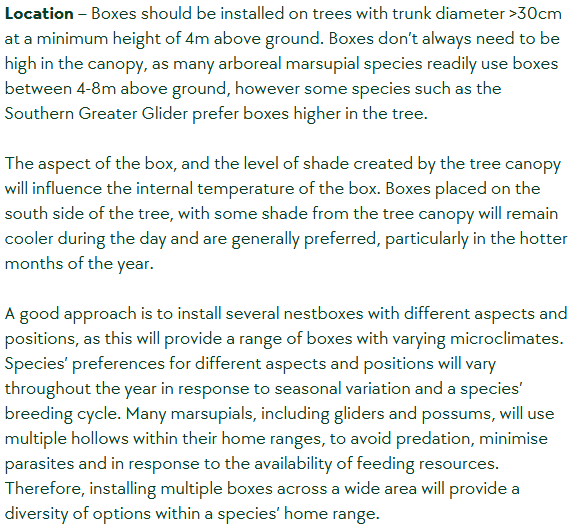 Location – Boxes should be installed on trees with trunk diameter >30cm
at a minimum height of 4m above ground. Boxes don’t always need to be
high in the canopy, as many arboreal marsupial species readily use boxes
between 4-8m above ground, however some species such as the
Southern Greater Glider prefer boxes higher in the tree.
The aspect of the box, and the level of shade created by the tree canopy
will influence the internal temperature of the box. Boxes placed on the
south side of the tree, with some shade from the tree canopy will remain
cooler during the day and are generally preferred, particularly in the hotter
months of the year.
A good approach is to install several nestboxes with different aspects and
positions, as this will provide a range of boxes with varying microclimates.
Species’ preferences for different aspects and positions will vary
throughout the year in response to seasonal variation and a species’
breeding cycle. Many marsupials, including gliders and possums, will use
multiple hollows within their home ranges, to avoid predation, minimise
parasites and in response to the availability of feeding resources.
Therefore, installing multiple boxes across a wide area will provide a
diversity of options within a species’ home range.